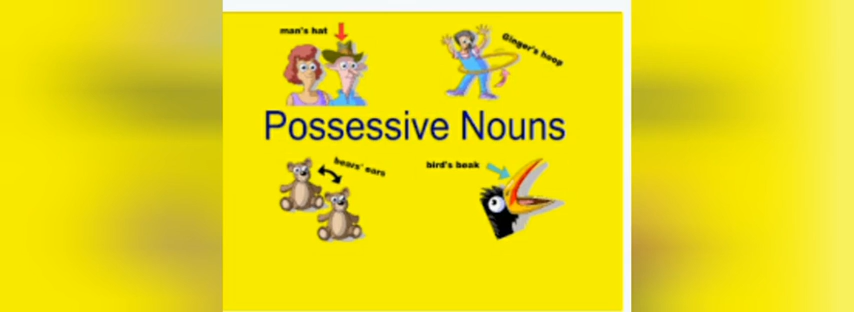 man's hat
Ginger's hoop
Possessive Nouns
bears' ears
bird's beak